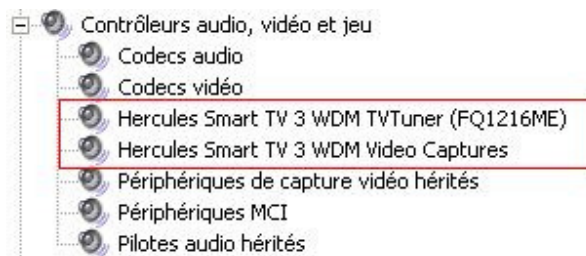 Contrôleurs audio, vidéo et jeu
Codecs audio
Codecs vidéo
Hercules Smart TV 3 WDM TVTuner (FQ1216ME)
Hercules Smart TV 3 WDM Video Captures
Périphériques de capture vidéo hérités
Périphériques MCI
Pilotes audio hérités